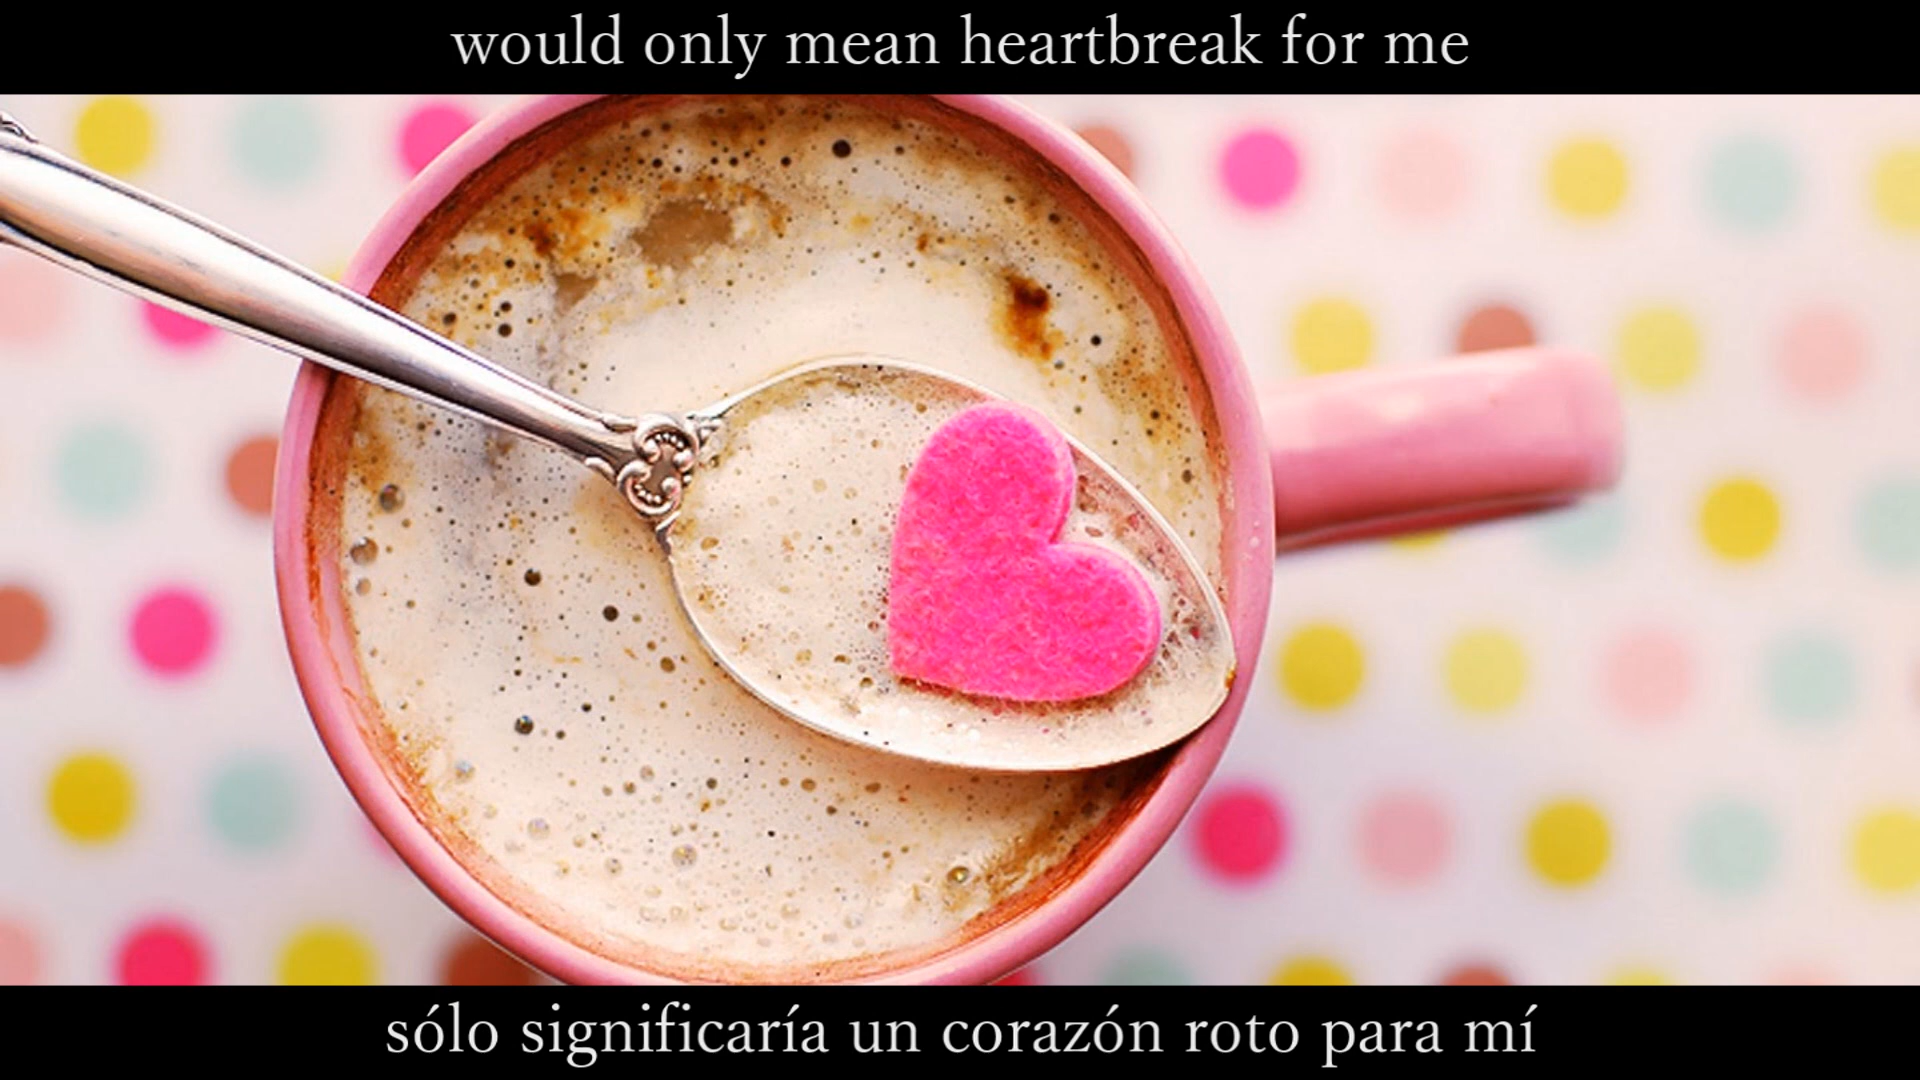 would only mean heartbreak for me
sólo significaría un corazón roto para mí